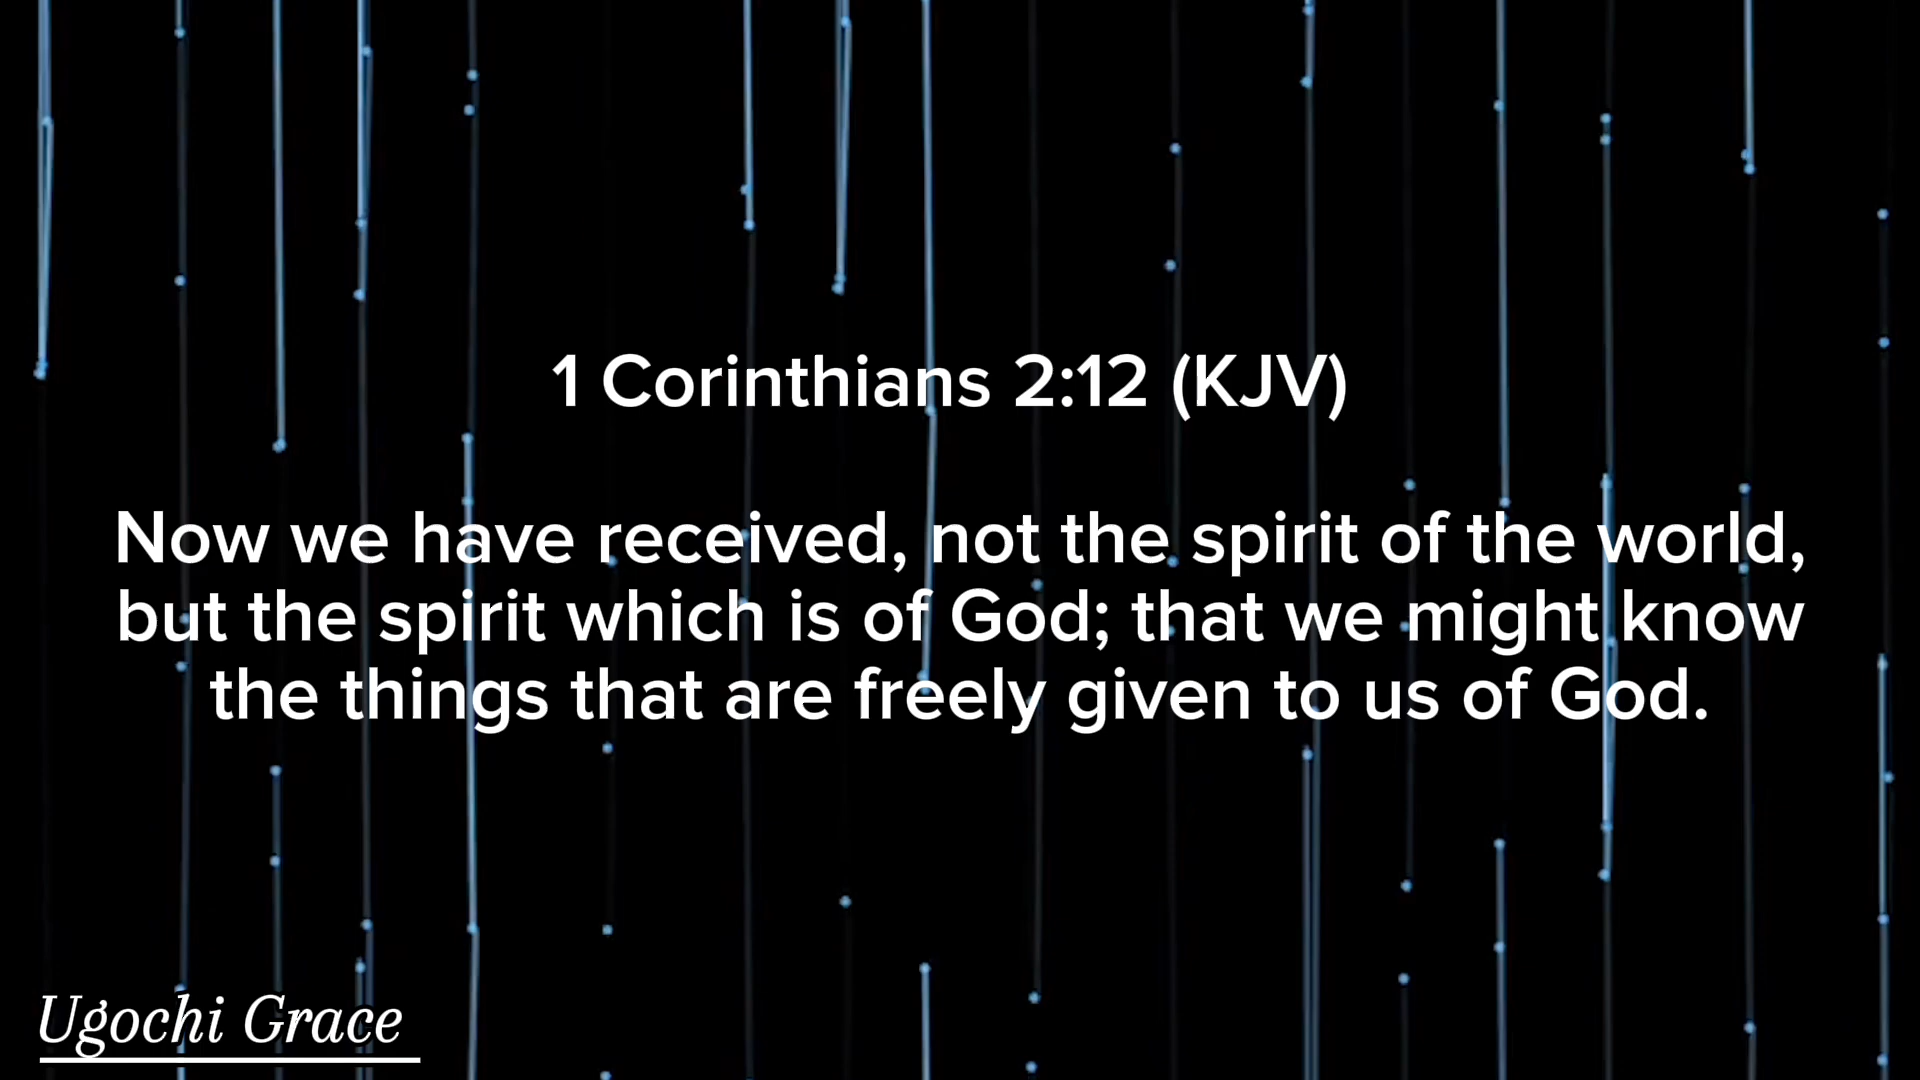 1 Corinthians 2:12 (KJV)
Now we have received, not the spirit of the world,
but the spirit which is of God; that we might know
the things that are freely given to us of God.
Ugochi Grace